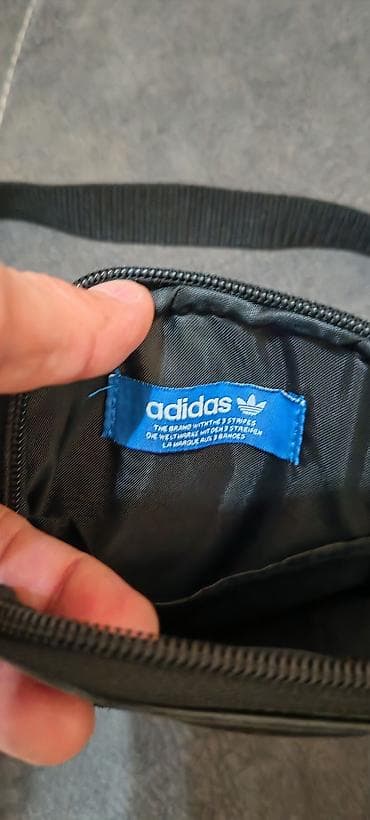 adidas
THE BRAND WITH THE 3 STRIPES
DIE WELTMARKE MIT DEN 3 STREIFEN
LA MARQUE AUX 3 BANDES